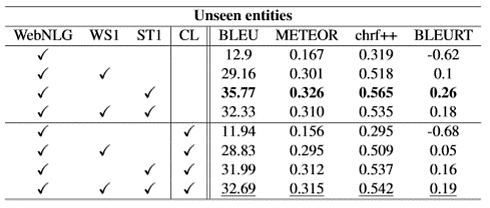 Unseen entities
WebNLG WS1 ST1 CL BLEU METEOR chrf++ BLEURT
✓ 12.9 0.167 0.319 -0.62
✓ ✓ 29.16 0.301 0.518 0.1
✓ ✓ 35.77 0.326 0.565 0.26
✓ ✓ ✓ 32.33 0.310 0.535 0.18
✓ ✓ 11.94 0.156 0.295 -0.68
✓ ✓ ✓ 28.83 0.295 0.509 0.05
✓ ✓ ✓ 31.99 0.312 0.537 0.16
✓ ✓ ✓ ✓ 32.69 0.315 0.542 0.19